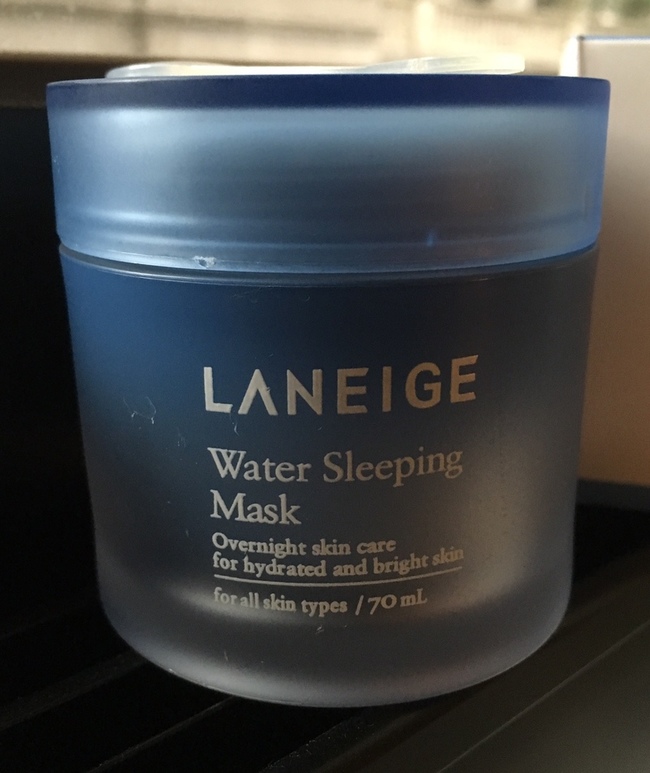 LANEIGE
Water Sleeping
Mask
Overnight skin care
for hydrated and bright skin
for all skin types / 70 mL